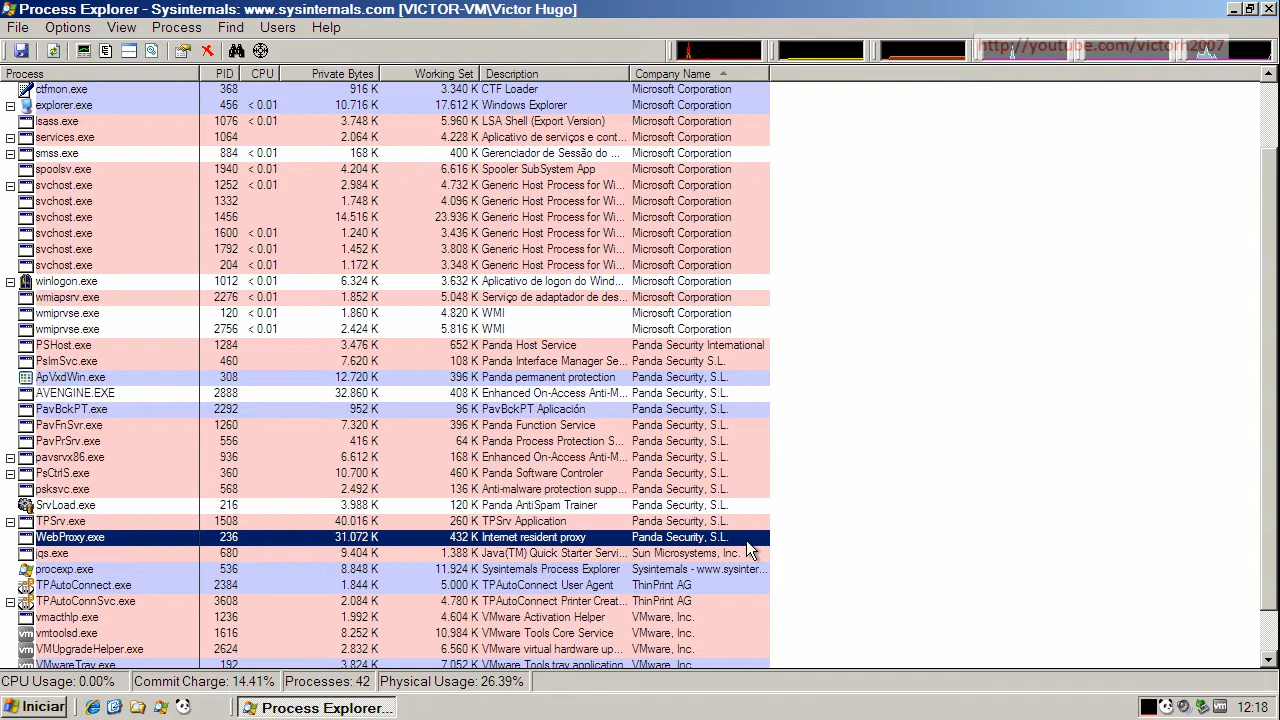 Process Explorer - Sysinternals: www.sysinternals.com [VICTOR-VM\Victor Hugo]
File Options View Process Find Users Help
http://youtube.com/victorh2007
Process PID CPU Private Bytes Working Set Description Company Name
ctfmon.exe 368 916 K 3.340 K CTF Loader Microsoft Corporation
explorer.exe 456 < 0.01 10.716 K 17.612 K Windows Explorer Microsoft Corporation
lsass.exe 1076 < 0.01 3.748 K 5.960 K LSA Shell (Export Version) Microsoft Corporation
services.exe 1064 2.064 K 4.228 K Aplicativo de serviços e cont... Microsoft Corporation
smss.exe 884 < 0.01 168 K 400 K Gerenciador de Sessão do ... Microsoft Corporation
spoolsv.exe 1940 < 0.01 4.204 K 6.616 K Spooler SubSystem App Microsoft Corporation
svchost.exe 1252 < 0.01 2.984 K 4.732 K Generic Host Process for Wi... Microsoft Corporation
svchost.exe 1332 1.748 K 4.096 K Generic Host Process for Wi... Microsoft Corporation
svchost.exe 1456 14.516 K 23.936 K Generic Host Process for Wi... Microsoft Corporation
svchost.exe 1600 < 0.01 1.240 K 3.436 K Generic Host Process for Wi... Microsoft Corporation
svchost.exe 1792 < 0.01 1.452 K 3.448 K Generic Host Process for Wi... Microsoft Corporation
svchost.exe 204 < 0.01 1.172 K 3.348 K Generic Host Process for Wi... Microsoft Corporation
winlogon.exe 1012 < 0.01 6.324 K 3.632 K Aplicativo de logon do Wind... Microsoft Corporation
wmiapsrv.exe 2276 < 0.01 1.852 K 5.048 K Serviço de adaptador de des... Microsoft Corporation
wmiprvse.exe 120 < 0.01 1.860 K 4.820 K WMI Microsoft Corporation
wmiprvse.exe 2756 < 0.01 2.424 K 5.816 K WMI Microsoft Corporation
PSHost.exe 1284 3.476 K 652 K Panda Host Service Panda Security International
PsImSvc.exe 460 7.620 K 108 K Panda Interface Manager Se... Panda Security S.L.
ApVxdWin.exe 308 12.720 K 396 K Panda permanent protection Panda Security, S.L.
AVENGINE.EXE 2888 32.860 K 408 K Enhanced On-Access Anti-M... Panda Security, S.L.
PavBckPT.exe 2292 952 K 96 K PavBckPT Aplicación Panda Security, S.L.
PavFnSvr.exe 1260 7.320 K 396 K Panda Function Service Panda Security, S.L.
PavPrSrv.exe 556 416 K 64 K Panda Process Protection S... Panda Security, S.L.
pavsrvx86.exe 936 6.612 K 168 K Enhanced On-Access Anti-M... Panda Security, S.L.
PsCtrlS.exe 360 10.700 K 460 K Panda Software Controler Panda Security, S.L.
psksvc.exe 568 2.492 K 136 K Anti-malware protection supp... Panda Security, S.L.
SrvLoad.exe 216 3.988 K 120 K Panda AntiSpam Trainer Panda Security, S.L.
TPSrv.exe 1508 40.016 K 260 K TPSrv Application Panda Security, S.L.
WebProxy.exe 236 31.072 K 432 K Internet resident proxy Panda Security, S.L.
jqs.exe 680 9.404 K 1.388 K Java(TM) Quick Starter Servi... Sun Microsystems, Inc.
procexp.exe 536 8.848 K 11.924 K Sysinternals Process Explorer Sysinternals - www.sysinter...
TPAutoConnect.exe 2384 1.844 K 5.000 K TPAutoConnect User Agent ThinPrint AG
TPAutoConnSvc.exe 3608 2.084 K 4.780 K TPAutoConnect Printer Creat... ThinPrint AG
vmacthlp.exe 1236 1.992 K 4.604 K VMware Activation Helper VMware, Inc.
vmtoolsd.exe 1616 8.252 K 10.984 K VMware Tools Core Service VMware, Inc.
VMUpgradeHelper.exe 2624 2.832 K 6.560 K VMware virtual hardware up... VMware, Inc.
VMwareTray.exe 192 3.824 K 7.052 K VMware Tools tray application VMware, Inc.
CPU Usage: 0.00% Commit Charge: 14.41% Processes: 42 Physical Usage: 26.39%
Iniciar Process Explorer... 12:18